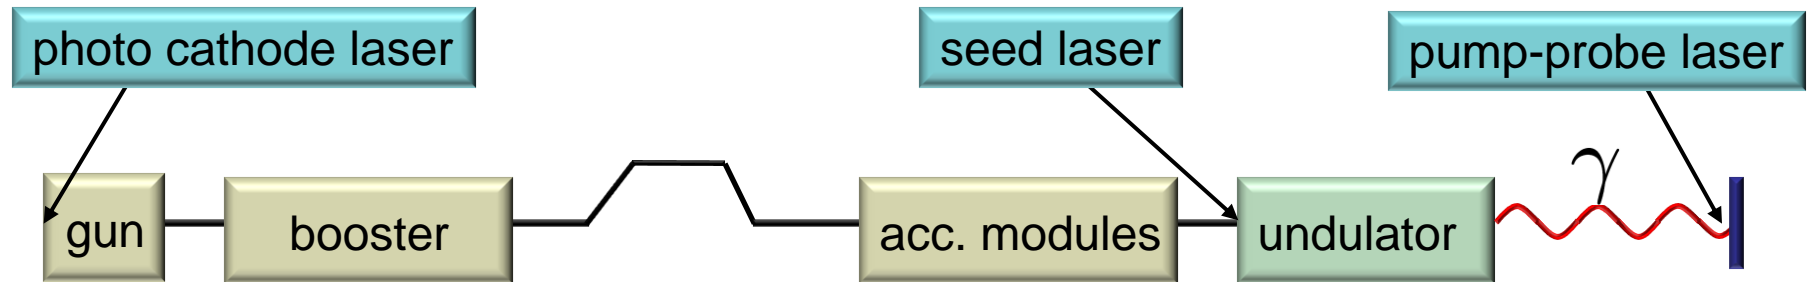 photo cathode laser
seed laser
pump-probe laser
γ
gun
booster
acc. modules
undulator